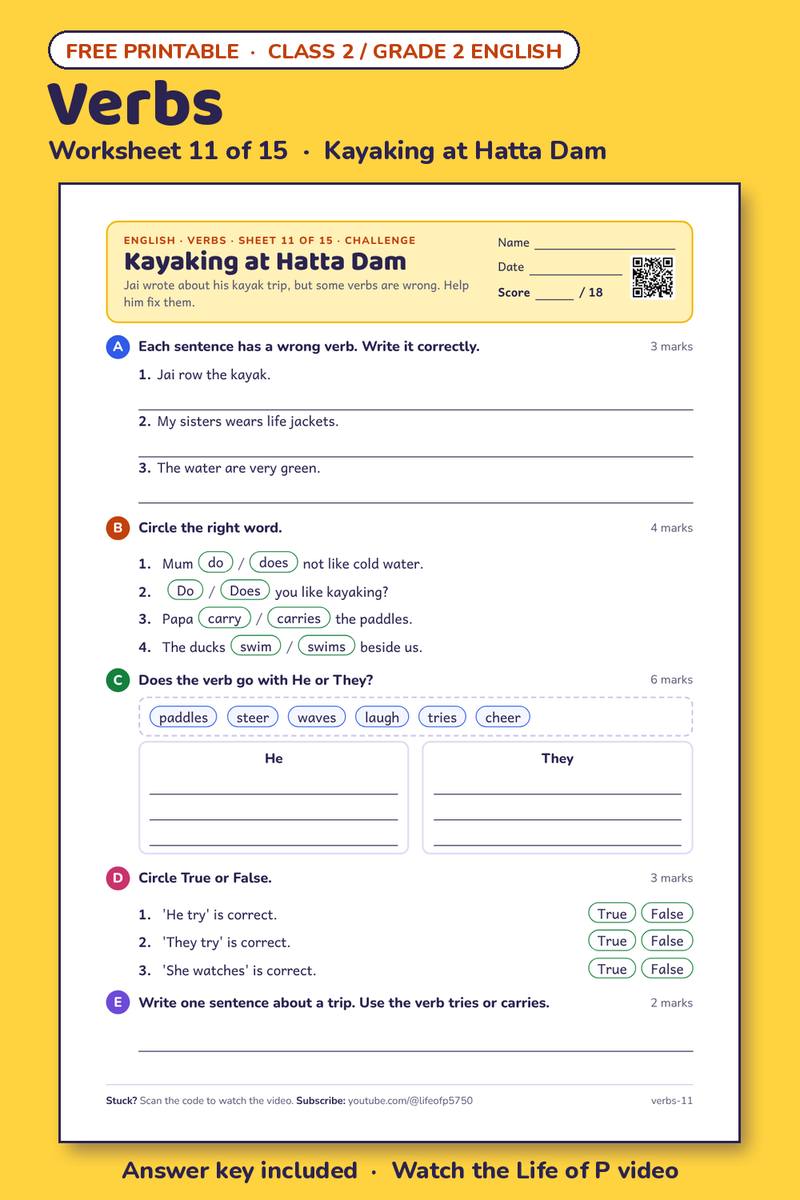 FREE PRINTABLE · CLASS 2 / GRADE 2 ENGLISH
Verbs
Worksheet 11 of 15 · Kayaking at Hatta Dam
ENGLISH · VERBS · SHEET 11 OF 15 · CHALLENGE
Kayaking at Hatta Dam
Jai wrote about his kayak trip, but some verbs are wrong. Help
him fix them.
Name
Date
Score ______ / 18
A Each sentence has a wrong verb. Write it correctly. 3 marks
1. Jai row the kayak.
2. My sisters wears life jackets.
3. The water are very green.
B Circle the right word. 4 marks
1. Mum do / does not like cold water.
2. Do / Does you like kayaking?
3. Papa carry / carries the paddles.
4. The ducks swim / swims beside us.
C Does the verb go with He or They? 6 marks
paddles steer waves laugh tries cheer
He They
D Circle True or False. 3 marks
1. 'He try' is correct. True False
2. 'They try' is correct. True False
3. 'She watches' is correct. True False
E Write one sentence about a trip. Use the verb tries or carries. 2 marks
Stuck? Scan the code to watch the video. Subscribe: youtube.com/@lifeofp5750 verbs-11
Answer key included · Watch the Life of P video